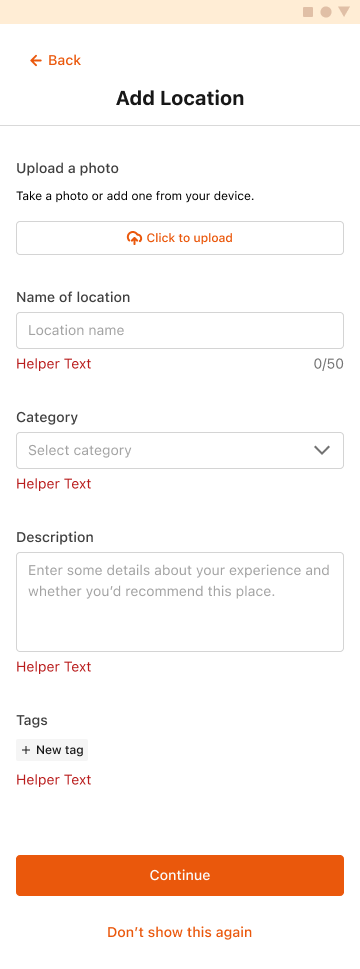 Back
Add Location
Upload a photo
Take a photo or add one from your device.
Click to upload
Name of location
Location name
Helper Text 0/50
Category
Select category
Helper Text
Description
Enter some details about your experience and
whether you'd recommend this place.
Helper Text
Tags
+ New tag
Helper Text
Continue
Don't show this again